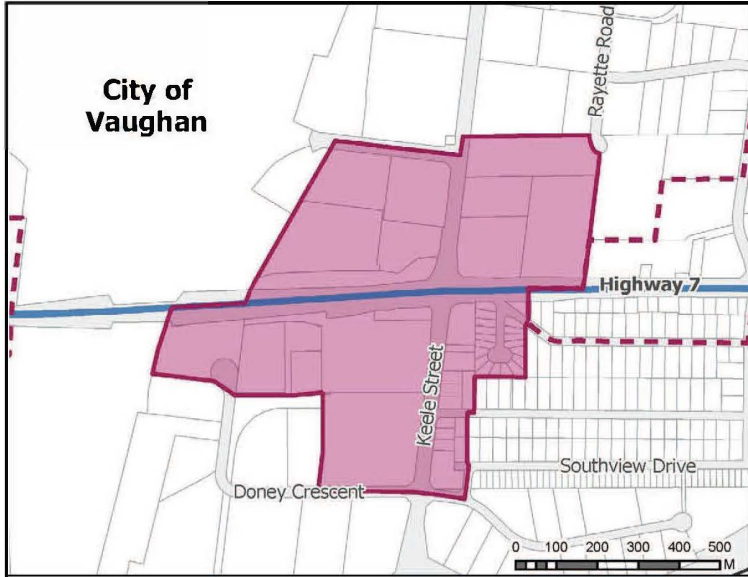 City of
Vaughan
Rayette Road
Highway 7
Keele Street
Southview Drive
Doney Crescent
0 100 200 300 400 500
M